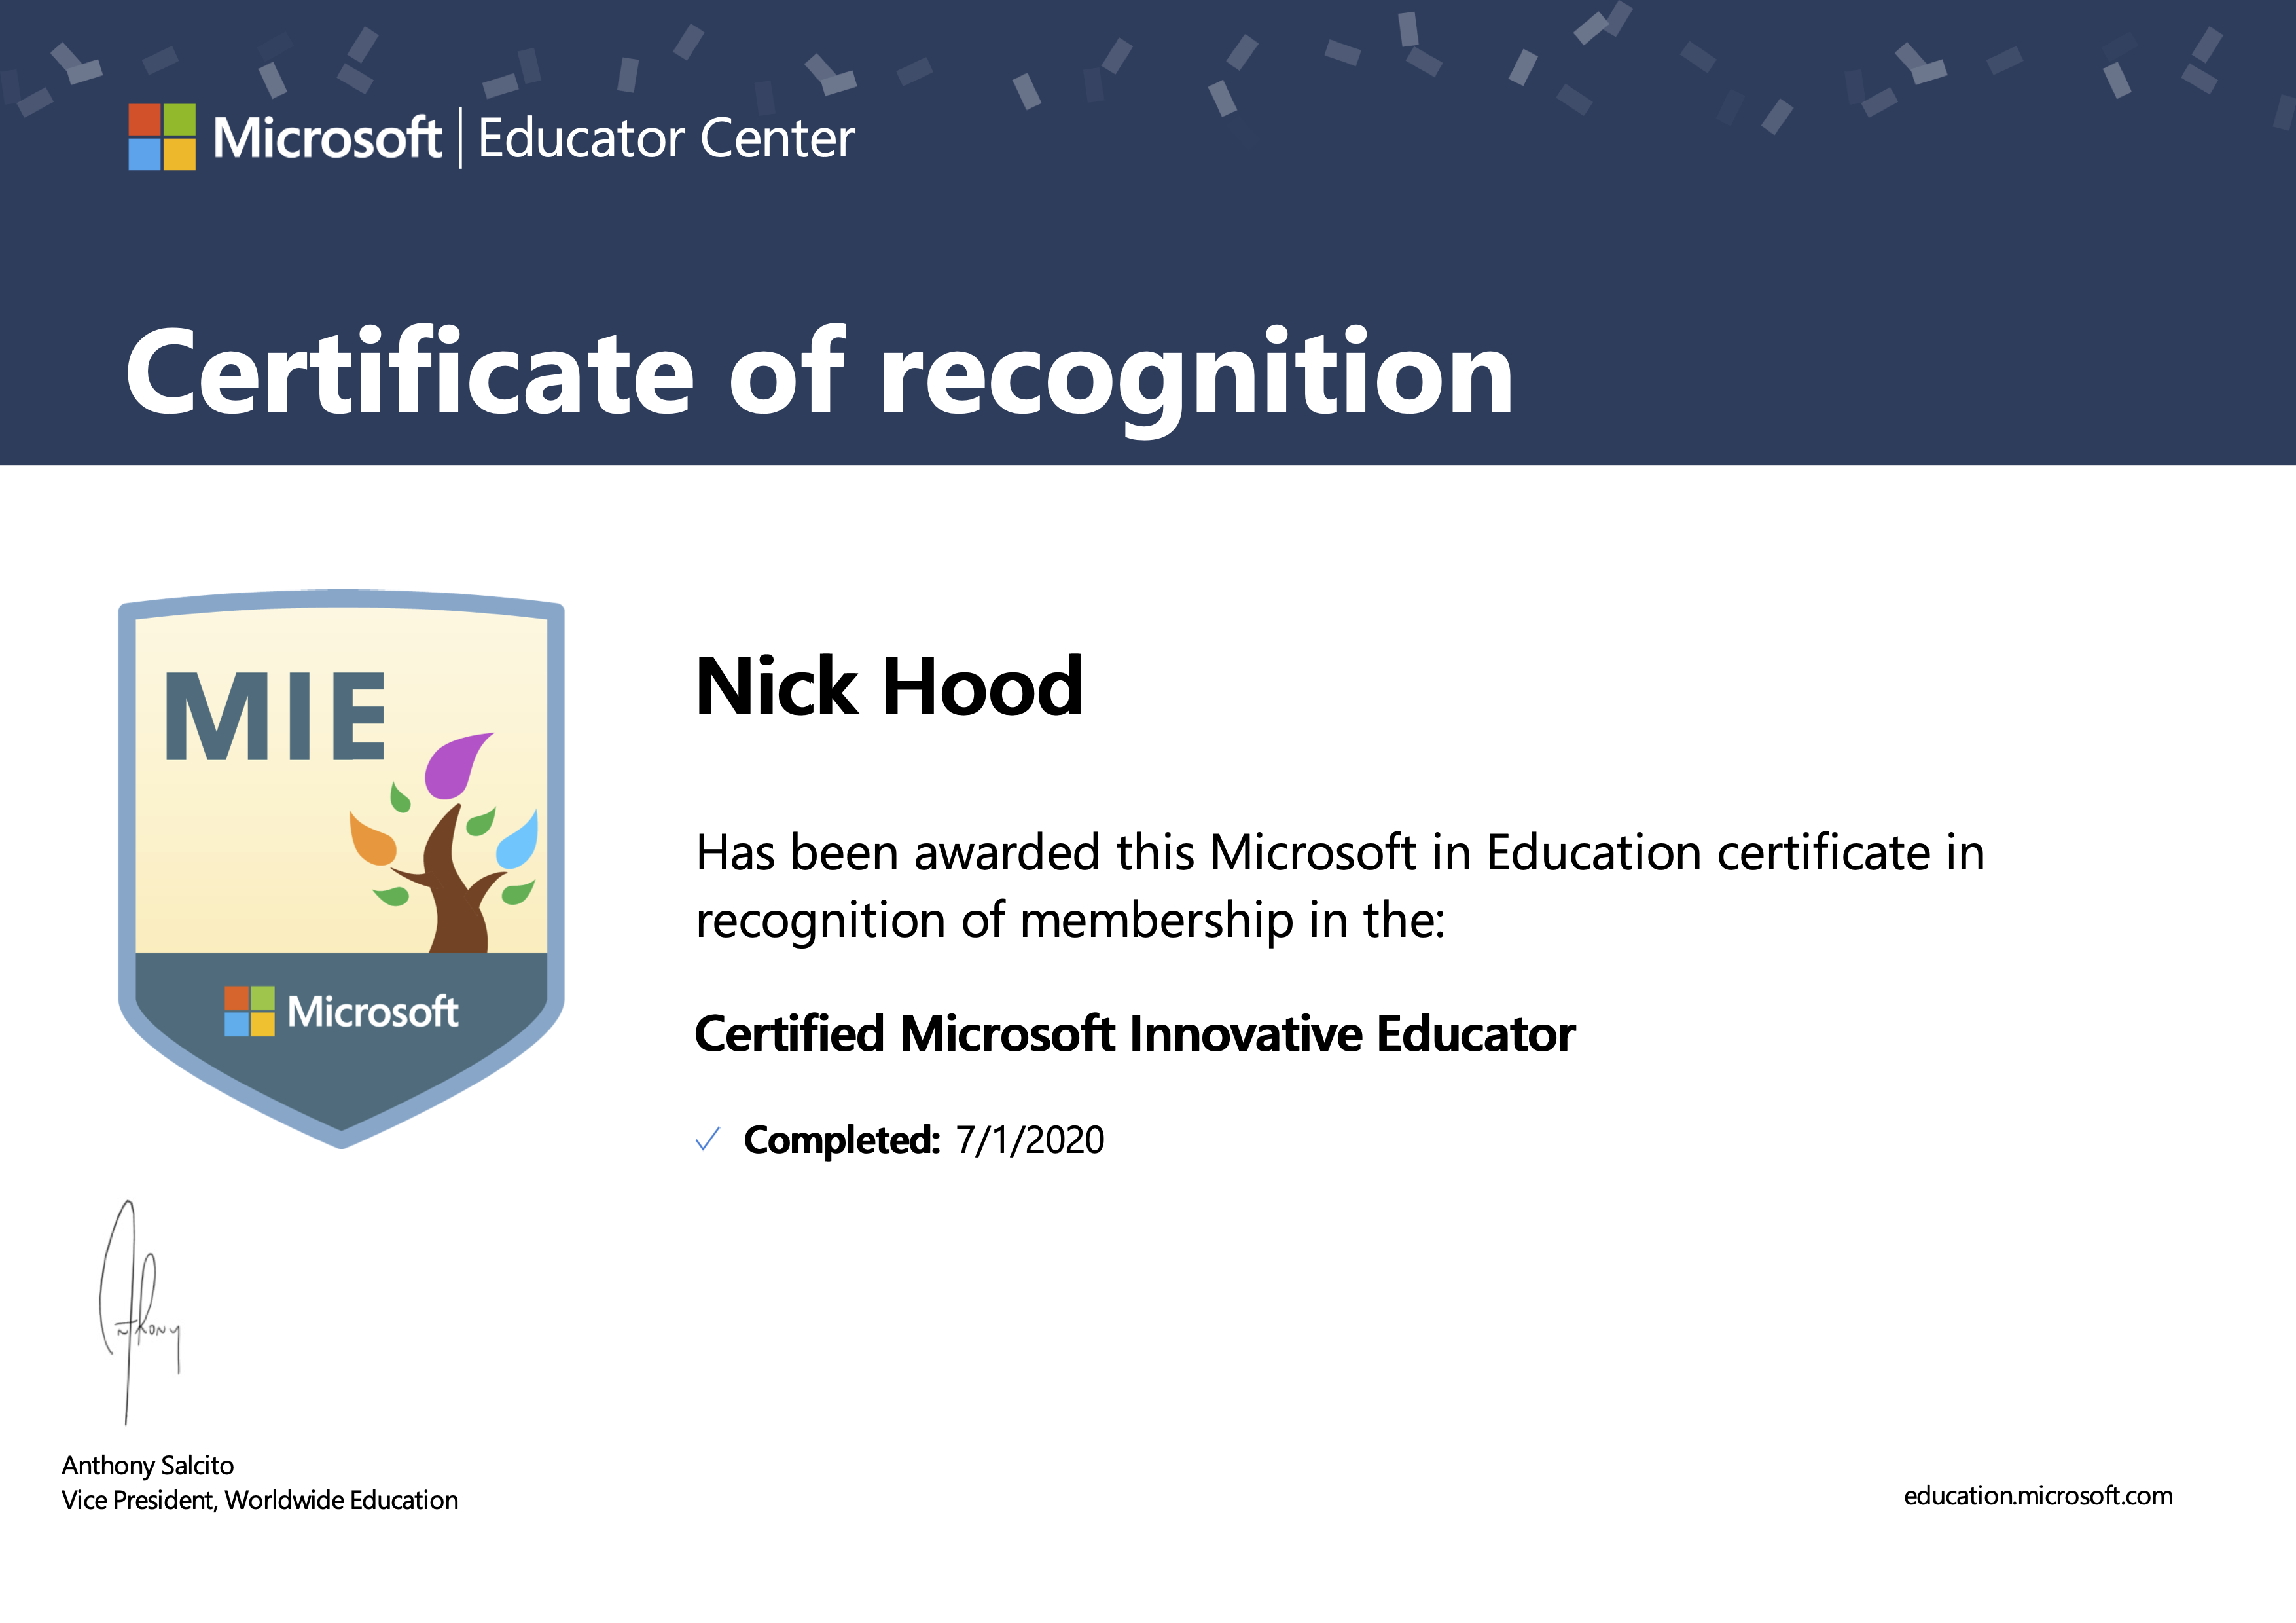 Microsoft | Educator Center
Certificate of recognition
MIE
Microsoft
Nick Hood
Has been awarded this Microsoft in Education certificate in
recognition of membership in the:
Certified Microsoft Innovative Educator
Completed: 7/1/2020
Anthony
Anthony Salcito
Vice President, Worldwide Education
education.microsoft.com